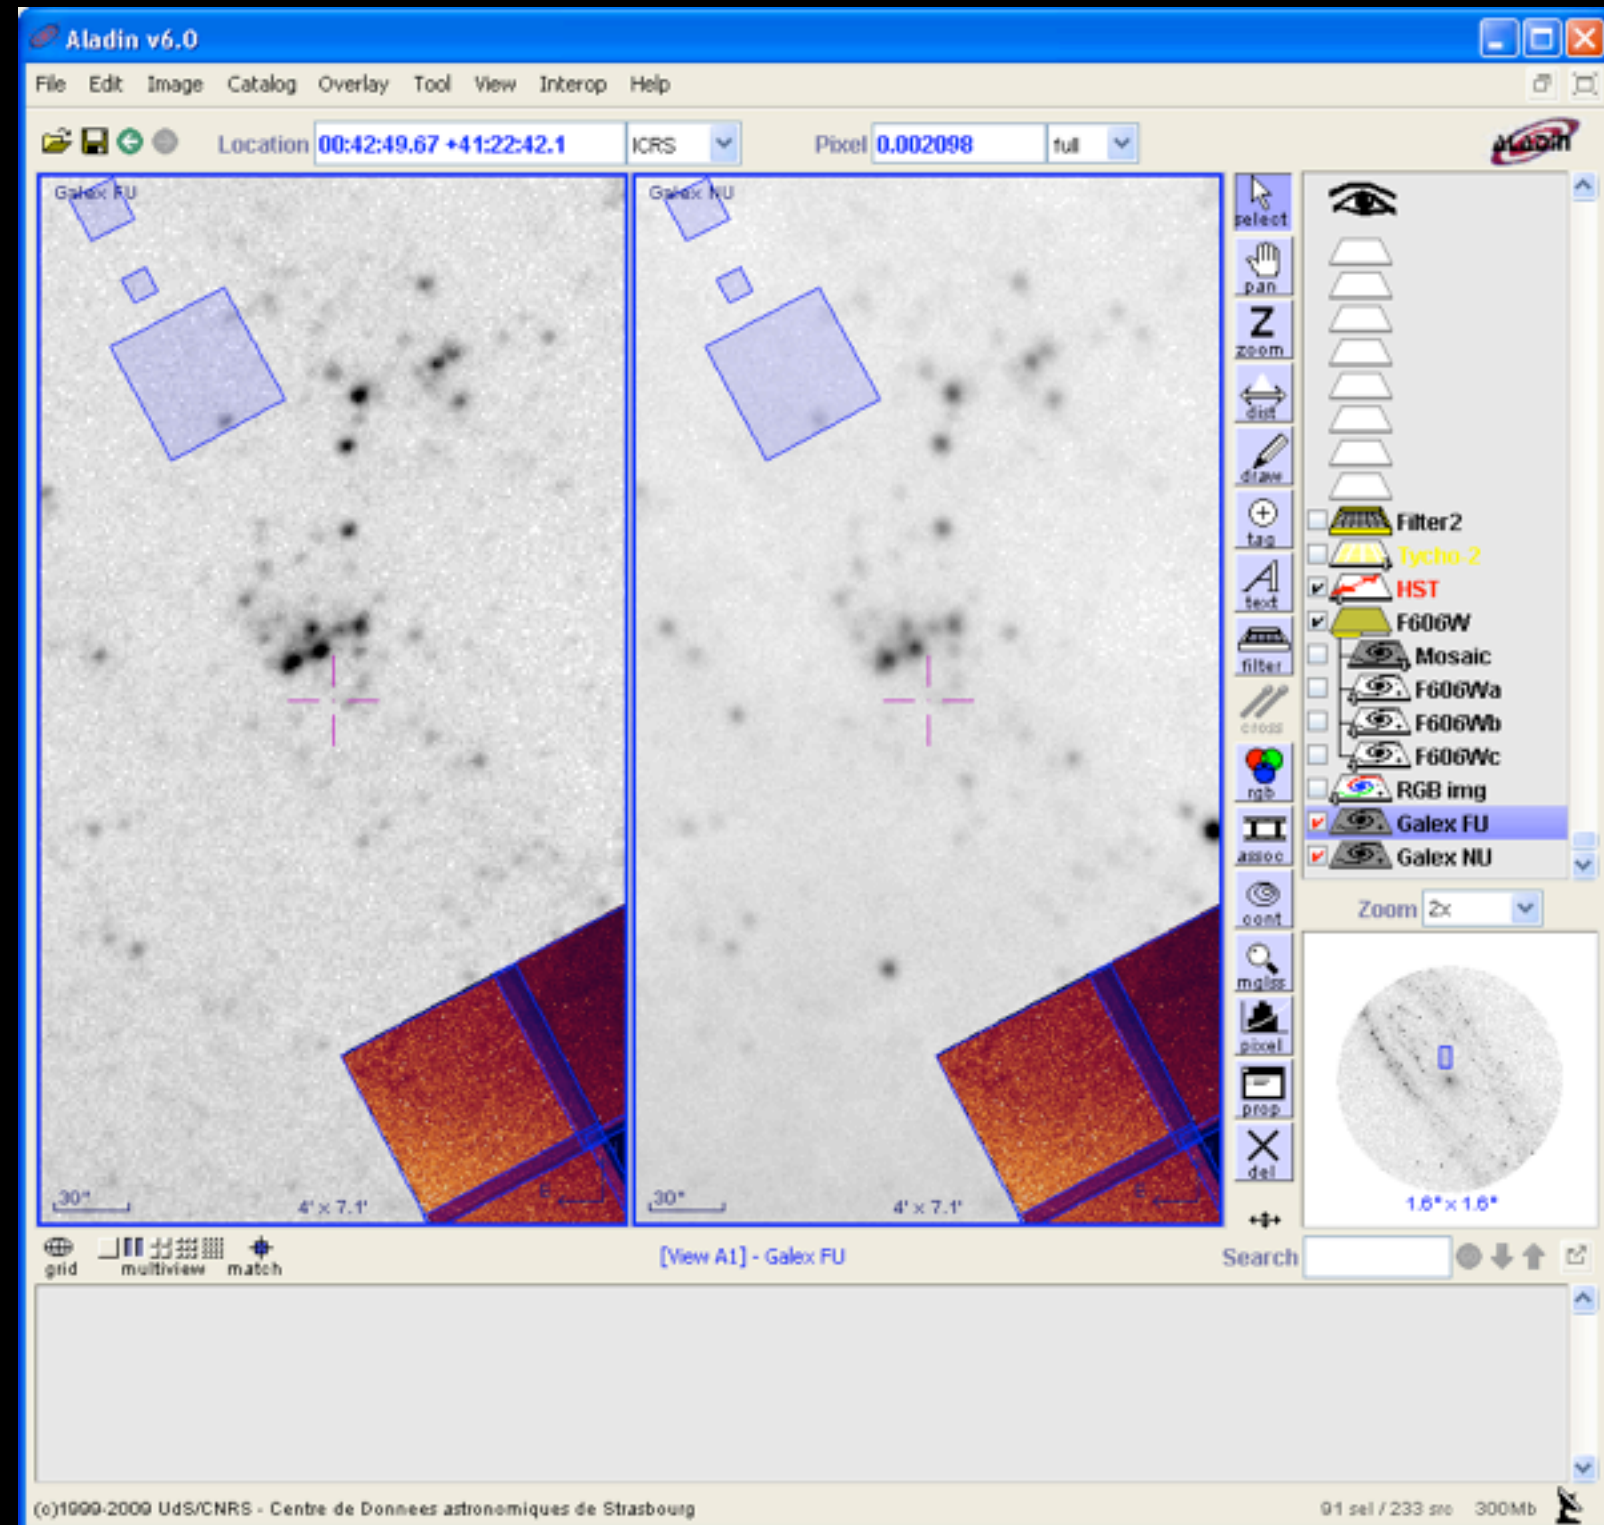 Aladin v6.0
File Edit Image Catalog Overlay Tool View Interop Help
Location 00:42:49.67 +41:22:42.1 ICRS Pixel 0.002098 full
ALADIN
Galex FU
Galex NU
select
pan
Z
zoom
dist
draw
tag
A
text
filter
cross
rgb
assoc
cont
mglss
pixel
prop
del
Filter2
Tycho-2
HST
F606W
Mosaic
F606Wa
F606Wb
F606Wc
RGB img
Galex FU
Galex NU
Zoom 2x
1.6° x 1.6°
30"
4' x 7.1'
E
30"
4' x 7.1'
E
grid multiview match
[View A1] - Galex FU
Search
(c)1999-2009 UdS/CNRS - Centre de Donnees astronomiques de Strasbourg
91 sel / 233 src 300Mb